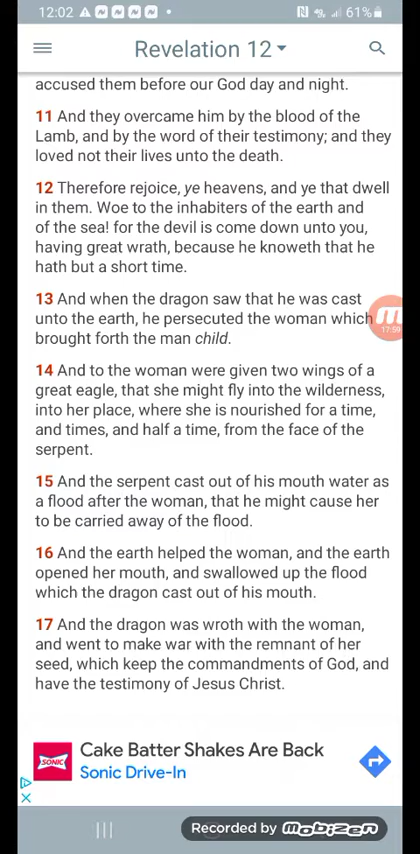 12:02 61%
Revelation 12
accused them before our God day and night.
11 And they overcame him by the blood of the
Lamb, and by the word of their testimony; and they
loved not their lives unto the death.
12 Therefore rejoice, ye heavens, and ye that dwell
in them. Woe to the inhabiters of the earth and
of the sea! for the devil is come down unto you,
having great wrath, because he knoweth that he
hath but a short time.
13 And when the dragon saw that he was cast
unto the earth, he persecuted the woman which
brought forth the man child.
17:59
14 And to the woman were given two wings of a
great eagle, that she might fly into the wilderness,
into her place, where she is nourished for a time,
and times, and half a time, from the face of the
serpent.
15 And the serpent cast out of his mouth water as
a flood after the woman, that he might cause her
to be carried away of the flood.
16 And the earth helped the woman, and the earth
opened her mouth, and swallowed up the flood
which the dragon cast out of his mouth.
17 And the dragon was wroth with the woman,
and went to make war with the remnant of her
seed, which keep the commandments of God, and
have the testimony of Jesus Christ.
SONIC
Cake Batter Shakes Are Back
Sonic Drive-In
Recorded by Mobizen